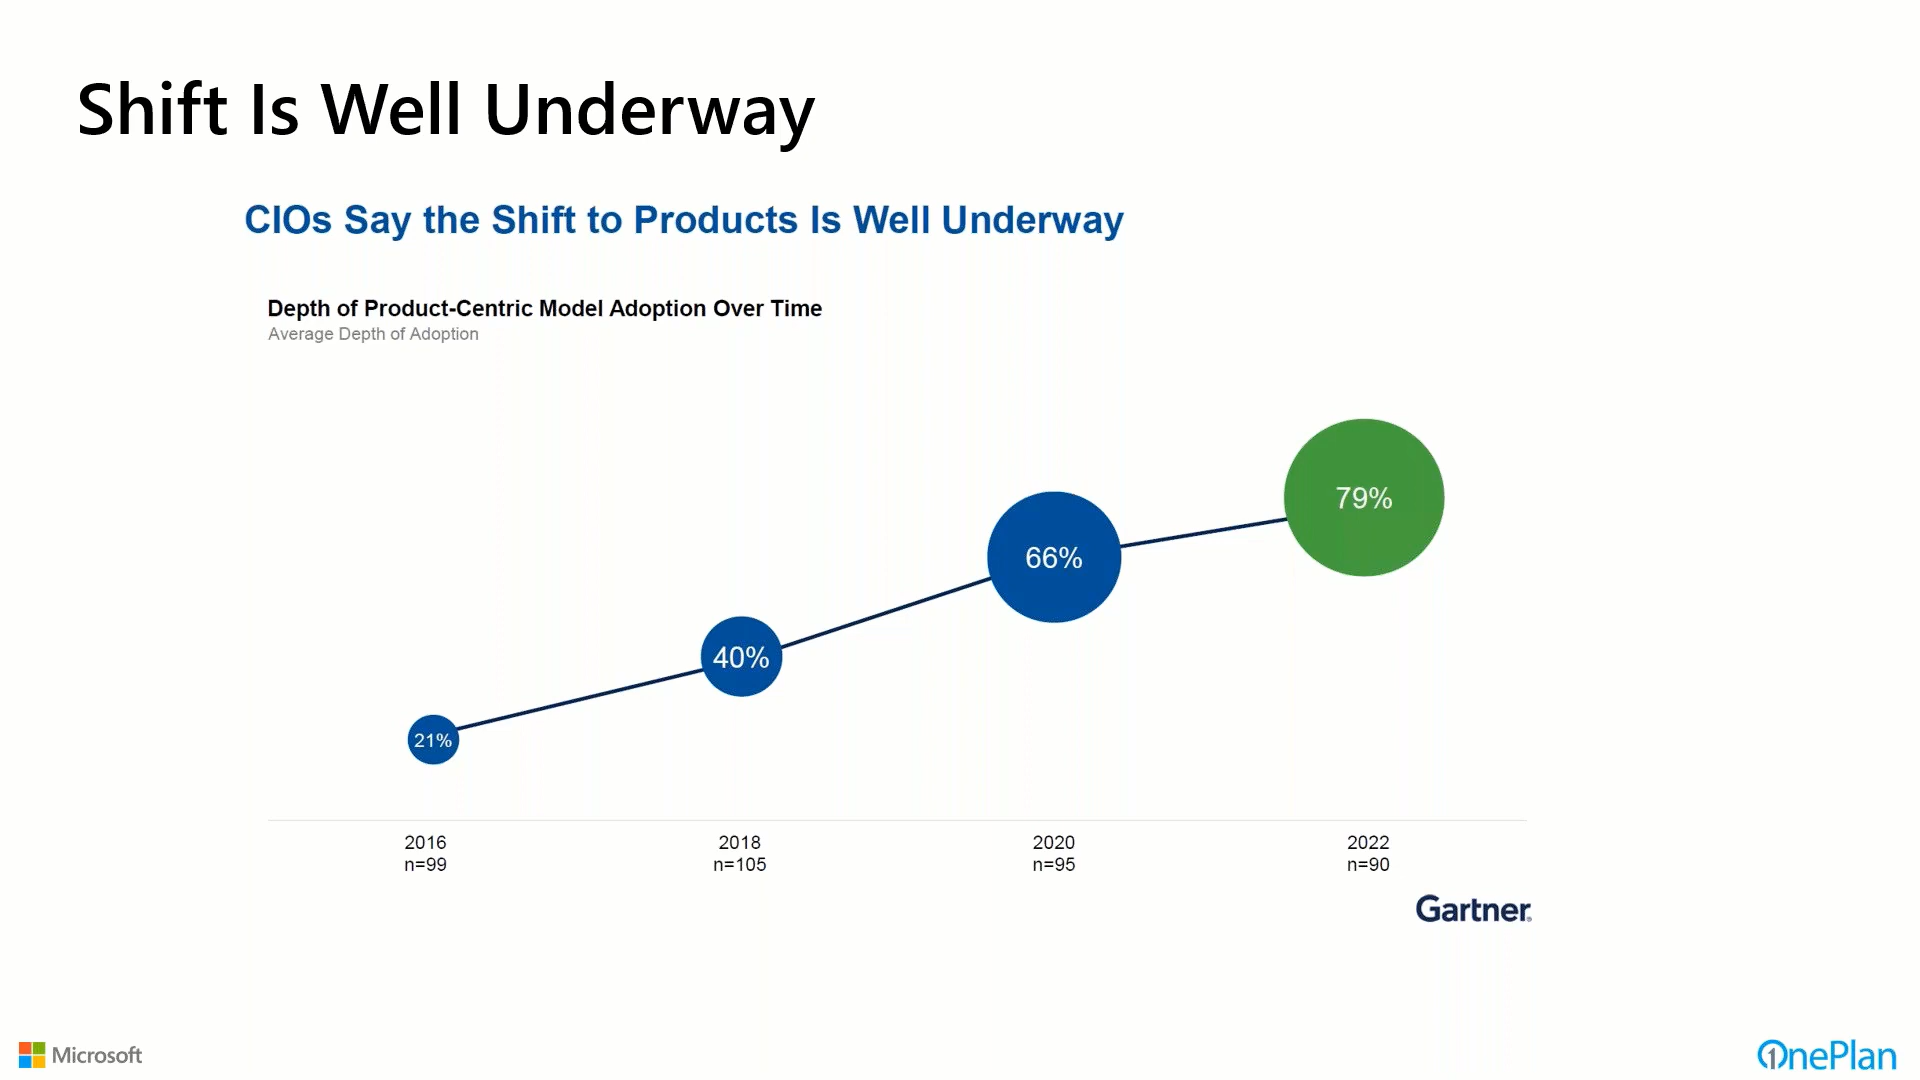 Shift Is Well Underway
CIOs Say the Shift to Products Is Well Underway
Depth of Product-Centric Model Adoption Over Time
Average Depth of Adoption
79%
66%
40%
21%
2016 2018 2020 2022
n=99 n=105 n=95 n=90
Gartner®
Microsoft
OnePlan